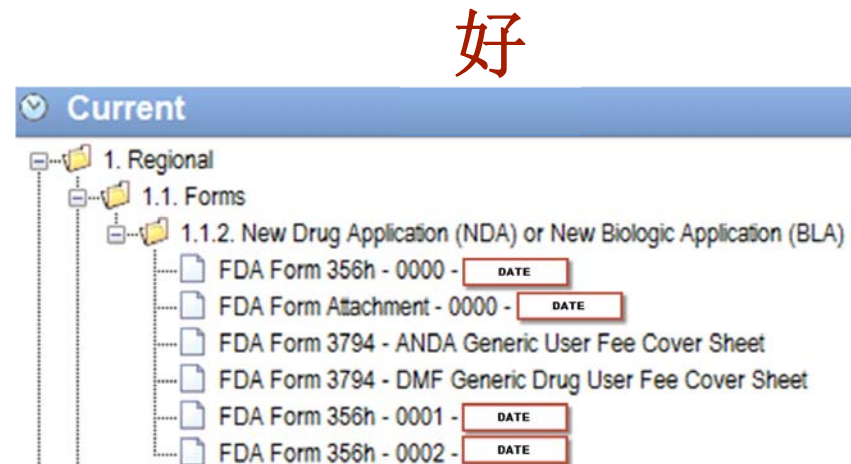 好
Current
1. Regional
1.1. Forms
1.1.2. New Drug Application (NDA) or New Biologic Application (BLA)
FDA Form 356h - 0000 - DATE
FDA Form Attachment - 0000 - DATE
FDA Form 3794 - ANDA Generic User Fee Cover Sheet
FDA Form 3794 - DMF Generic Drug User Fee Cover Sheet
FDA Form 356h - 0001 - DATE
FDA Form 356h - 0002 - DATE